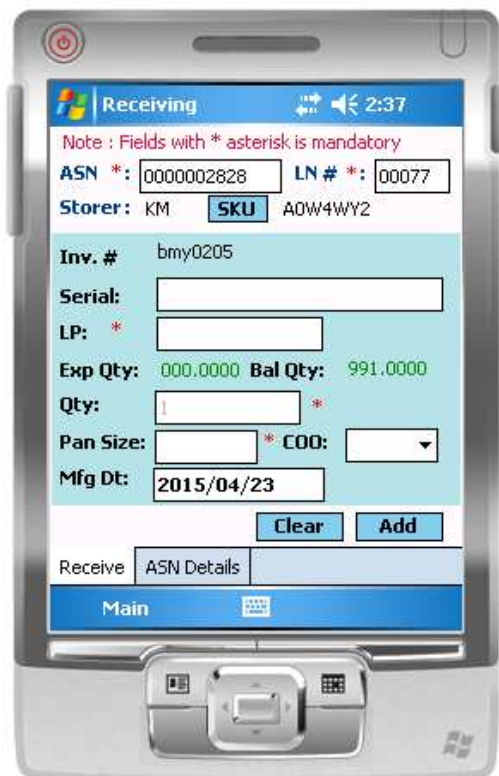 Receiving 2:37
Note : Fields with * asterisk is mandatory
ASN *: 0000002828 LN # *: 00077
Storer: KM SKU A0W4WY2
Inv. # bmy0205
Serial:
LP: *
Exp Qty: 000.0000 Bal Qty: 991.0000
Qty: 1 *
Pan Size: * COO:
Mfg Dt: 2015/04/23
Clear Add
Receive ASN Details
Main